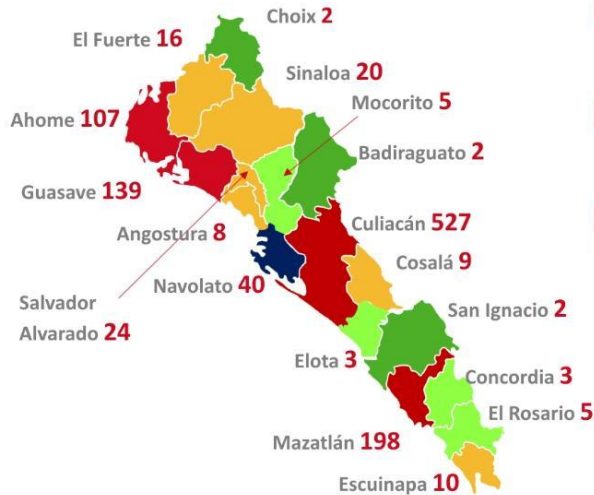 Choix 2
El Fuerte 16
Sinaloa 20
Mocorito 5
Ahome 107
Badiraguato 2
Guasave 139
Culiacán 527
Angostura 8
Cosalá 9
Navolato 40
Salvador
Alvarado 24
San Ignacio 2
Elota 3
Concordia 3
El Rosario 5
Mazatlán 198
Escuinapa 10